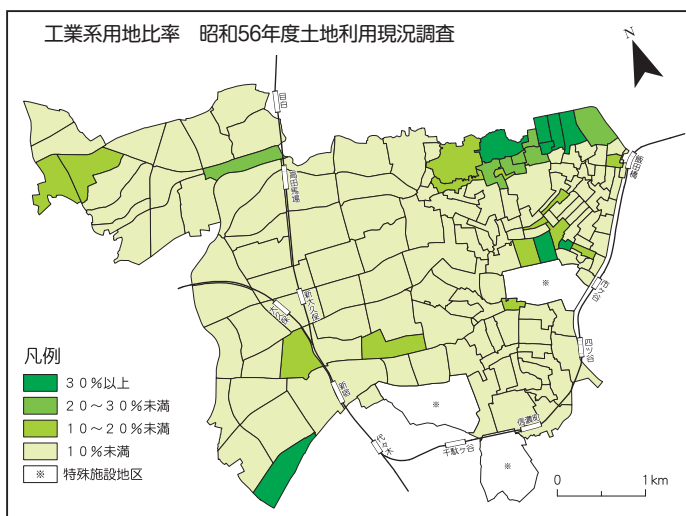 工業系用地比率　昭和56年度土地利用現況調査
N
目白
高田馬場
飯田橋
市ヶ谷
※
新大久保
大久保
四ツ谷
新宿
※
代々木
信濃町
千駄ヶ谷
※
凡例
３０％以上
２０～３０％未満
１０～２０％未満
１０％未満
※ 特殊施設地区
0 1 km